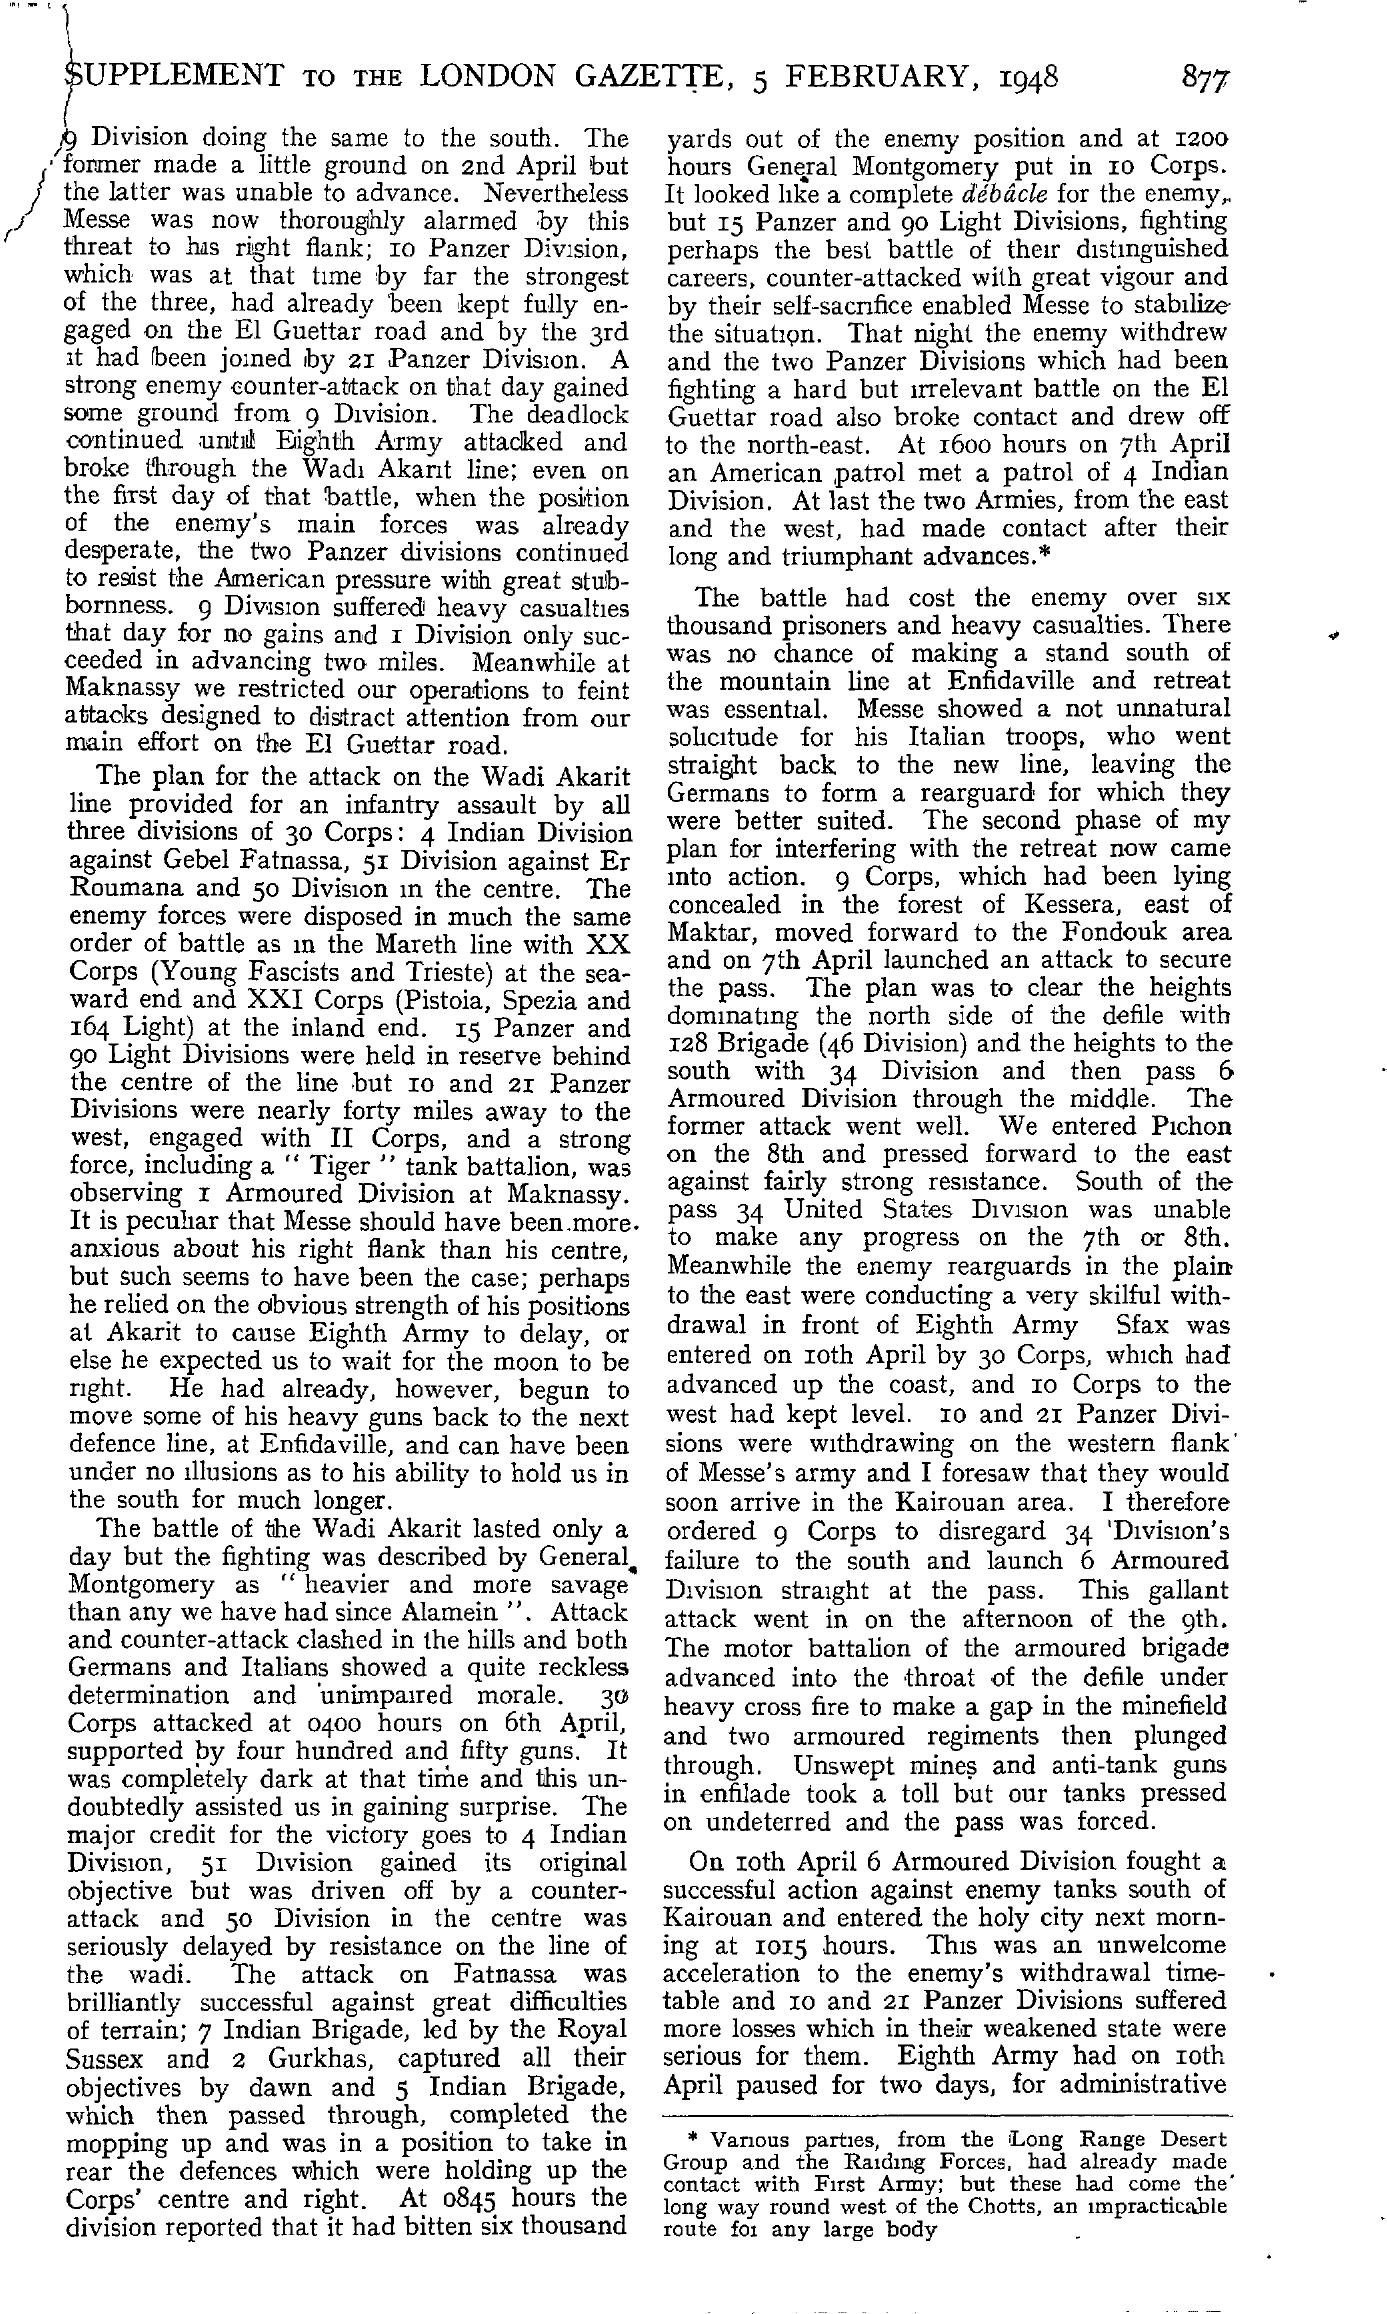 SUPPLEMENT TO THE LONDON GAZETTE, 5 FEBRUARY, 1948 877
9 Division doing the same to the south. The
former made a little ground on 2nd April but
the latter was unable to advance. Nevertheless
Messe was now thoroughly alarmed by this
threat to his right flank; 10 Panzer Division,
which was at that time by far the strongest
of the three, had already been kept fully en-
gaged on the El Guettar road and by the 3rd
it had been joined by 21 Panzer Division. A
strong enemy counter-attack on that day gained
some ground from 9 Division. The deadlock
continued until Eighth Army attacked and
broke through the Wadi Akarit line; even on
the first day of that battle, when the position
of the enemy's main forces was already
desperate, the two Panzer divisions continued
to resist the American pressure with great stub-
bornness. 9 Division suffered heavy casualties
that day for no gains and 1 Division only suc-
ceeded in advancing two miles. Meanwhile at
Maknassy we restricted our operations to feint
attacks designed to distract attention from our
main effort on the El Guettar road.
The plan for the attack on the Wadi Akarit
line provided for an infantry assault by all
three divisions of 30 Corps: 4 Indian Division
against Gebel Fatnassa, 51 Division against Er
Roumana and 50 Division in the centre. The
enemy forces were disposed in much the same
order of battle as in the Mareth line with XX
Corps (Young Fascists and Trieste) at the sea-
ward end and XXI Corps (Pistoia, Spezia and
164 Light) at the inland end. 15 Panzer and
90 Light Divisions were held in reserve behind
the centre of the line but 10 and 21 Panzer
Divisions were nearly forty miles away to the
west, engaged with II Corps, and a strong
force, including a " Tiger " tank battalion, was
observing 1 Armoured Division at Maknassy.
It is peculiar that Messe should have been more
anxious about his right flank than his centre,
but such seems to have been the case; perhaps
he relied on the obvious strength of his positions
at Akarit to cause Eighth Army to delay, or
else he expected us to wait for the moon to be
right. He had already, however, begun to
move some of his heavy guns back to the next
defence line, at Enfidaville, and can have been
under no illusions as to his ability to hold us in
the south for much longer.
The battle of the Wadi Akarit lasted only a
day but the fighting was described by General
Montgomery as " heavier and more savage
than any we have had since Alamein ". Attack
and counter-attack clashed in the hills and both
Germans and Italians showed a quite reckless
determination and unimpaired morale. 30
Corps attacked at 0400 hours on 6th April,
supported by four hundred and fifty guns. It
was completely dark at that time and this un-
doubtedly assisted us in gaining surprise. The
major credit for the victory goes to 4 Indian
Division, 51 Division gained its original
objective but was driven off by a counter-
attack and 50 Division in the centre was
seriously delayed by resistance on the line of
the wadi. The attack on Fatnassa was
brilliantly successful against great difficulties
of terrain; 7 Indian Brigade, led by the Royal
Sussex and 2 Gurkhas, captured all their
objectives by dawn and 5 Indian Brigade,
which then passed through, completed the
mopping up and was in a position to take in
rear the defences which were holding up the
Corps' centre and right. At 0845 hours the
division reported that it had bitten six thousand
yards out of the enemy position and at 1200
hours General Montgomery put in 10 Corps.
It looked like a complete débâcle for the enemy,
but 15 Panzer and 90 Light Divisions, fighting
perhaps the best battle of their distinguished
careers, counter-attacked with great vigour and
by their self-sacrifice enabled Messe to stabilize
the situation. That night the enemy withdrew
and the two Panzer Divisions which had been
fighting a hard but irrelevant battle on the El
Guettar road also broke contact and drew off
to the north-east. At 1600 hours on 7th April
an American patrol met a patrol of 4 Indian
Division. At last the two Armies, from the east
and the west, had made contact after their
long and triumphant advances.*
The battle had cost the enemy over six
thousand prisoners and heavy casualties. There
was no chance of making a stand south of
the mountain line at Enfidaville and retreat
was essential. Messe showed a not unnatural
solicitude for his Italian troops, who went
straight back to the new line, leaving the
Germans to form a rearguard for which they
were better suited. The second phase of my
plan for interfering with the retreat now came
into action. 9 Corps, which had been lying
concealed in the forest of Kessera, east of
Maktar, moved forward to the Fondouk area
and on 7th April launched an attack to secure
the pass. The plan was to clear the heights
dominating the north side of the defile with
128 Brigade (46 Division) and the heights to the
south with 34 Division and then pass 6
Armoured Division through the middle. The
former attack went well. We entered Pichon
on the 8th and pressed forward to the east
against fairly strong resistance. South of the
pass 34 United States Division was unable
to make any progress on the 7th or 8th.
Meanwhile the enemy rearguards in the plain
to the east were conducting a very skilful with-
drawal in front of Eighth Army Sfax was
entered on 10th April by 30 Corps, which had
advanced up the coast, and 10 Corps to the
west had kept level. 10 and 21 Panzer Divi-
sions were withdrawing on the western flank
of Messe's army and I foresaw that they would
soon arrive in the Kairouan area. I therefore
ordered 9 Corps to disregard 34 Division's
failure to the south and launch 6 Armoured
Division straight at the pass. This gallant
attack went in on the afternoon of the 9th.
The motor battalion of the armoured brigade
advanced into the throat of the defile under
heavy cross fire to make a gap in the minefield
and two armoured regiments then plunged
through. Unswept mines and anti-tank guns
in enfilade took a toll but our tanks pressed
on undeterred and the pass was forced.
On 10th April 6 Armoured Division fought a
successful action against enemy tanks south of
Kairouan and entered the holy city next morn-
ing at 1015 hours. This was an unwelcome
acceleration to the enemy's withdrawal time-
table and 10 and 21 Panzer Divisions suffered
more losses which in their weakened state were
serious for them. Eighth Army had on 10th
April paused for two days, for administrative
* Various parties, from the Long Range Desert
Group and the Raiding Forces, had already made
contact with First Army; but these had come the
long way round west of the Chotts, an impracticable
route for any large body